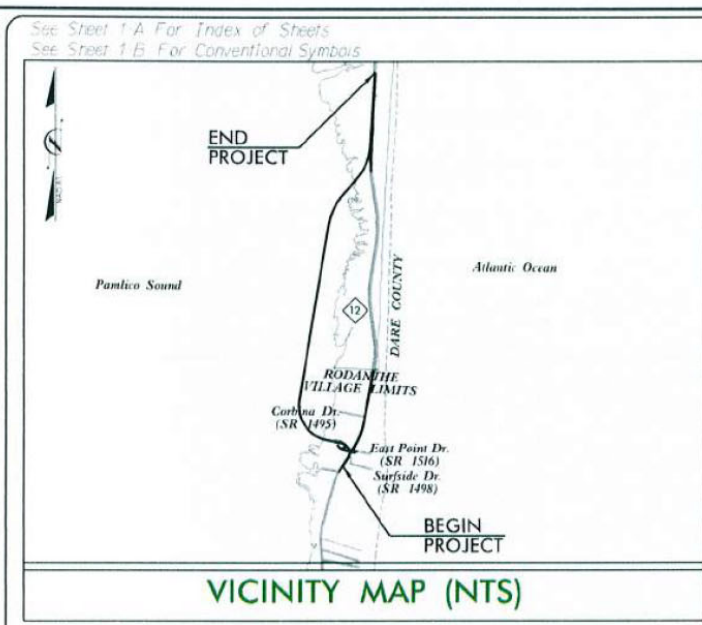 See Sheet 1 A For Index of Sheets
See Sheet 1 B For Conventional Symbols
END
PROJECT
Pamlico Sound
Atlantic Ocean
12
DARE COUNTY
RODANTHE
VILLAGE LIMITS
Corbina Dr.
(SR 1495)
East Point Dr.
(SR 1516)
Surfside Dr.
(SR 1498)
BEGIN
PROJECT
VICINITY MAP (NTS)